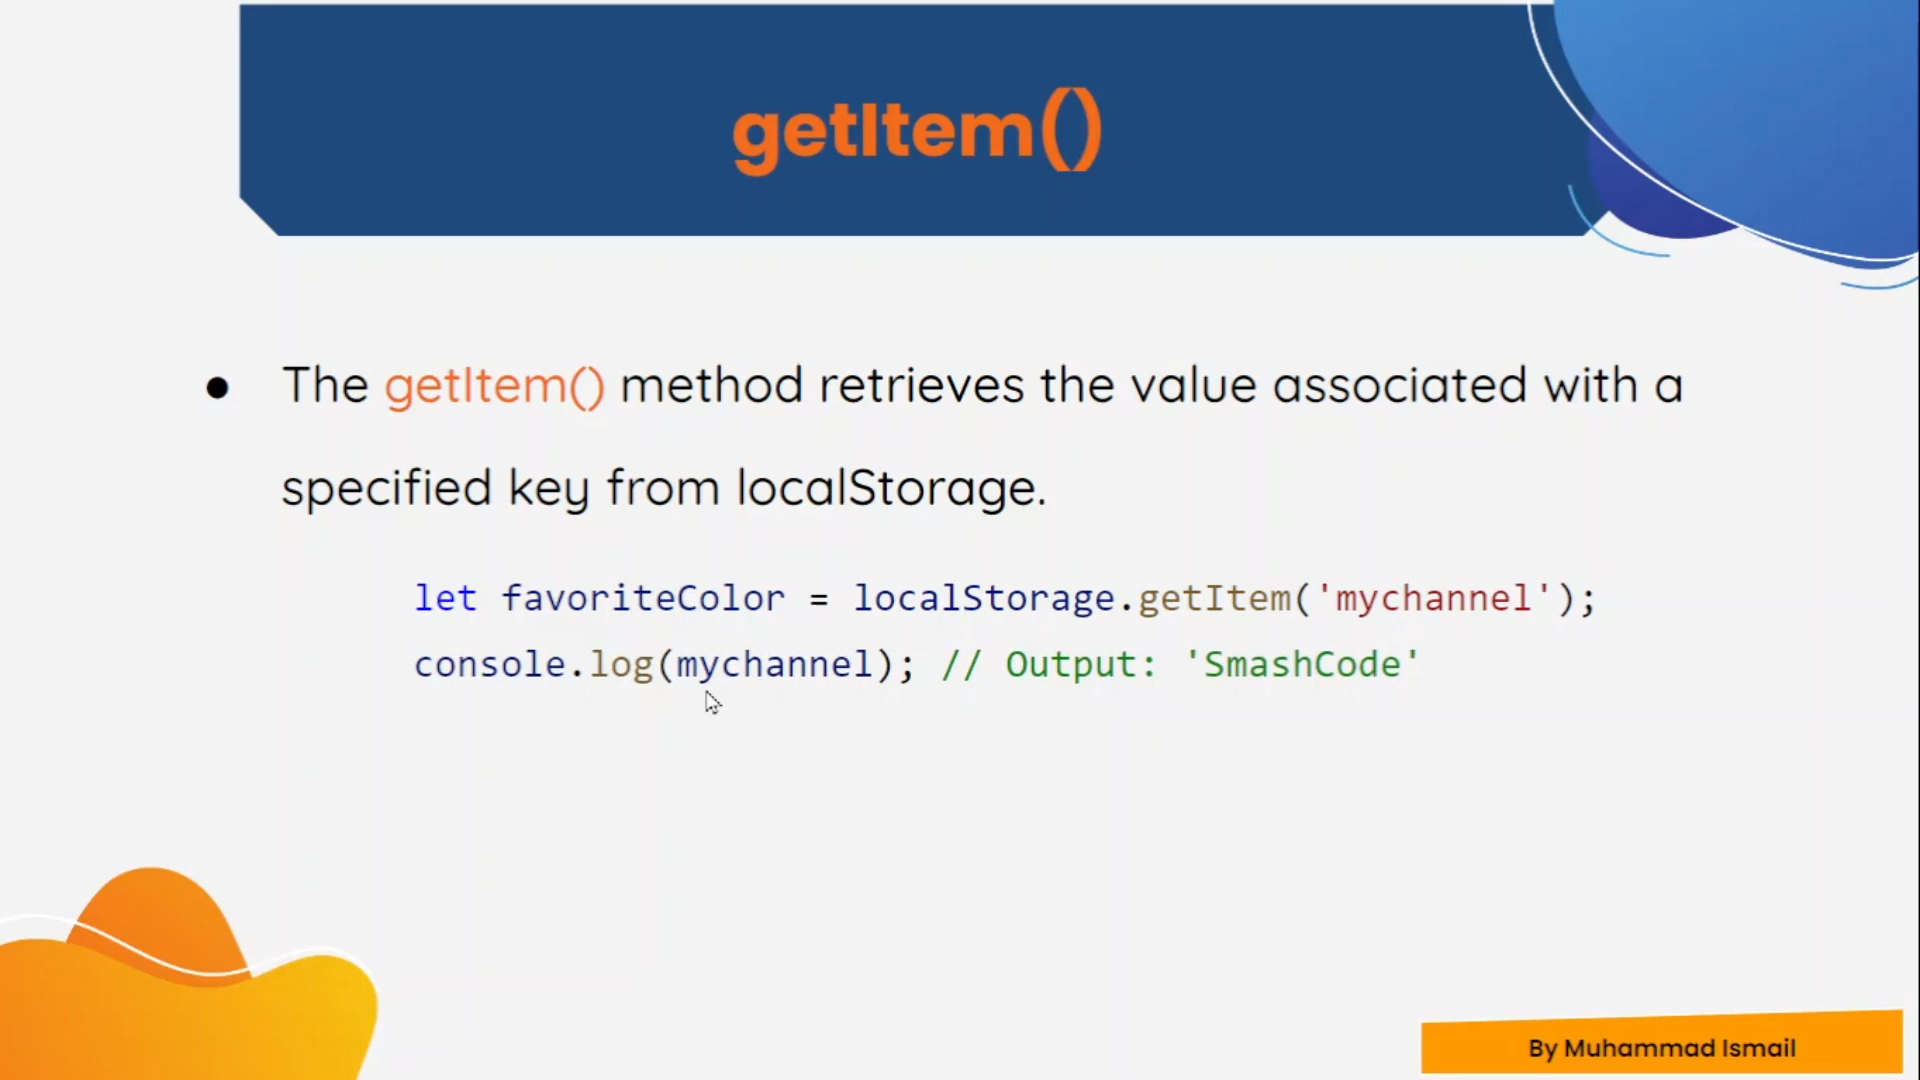 getItem()
● The getItem() method retrieves the value associated with a
specified key from localStorage.
let favoriteColor = localStorage.getItem('mychannel');
console.log(mychannel); // Output: 'SmashCode'
By Muhammad Ismail